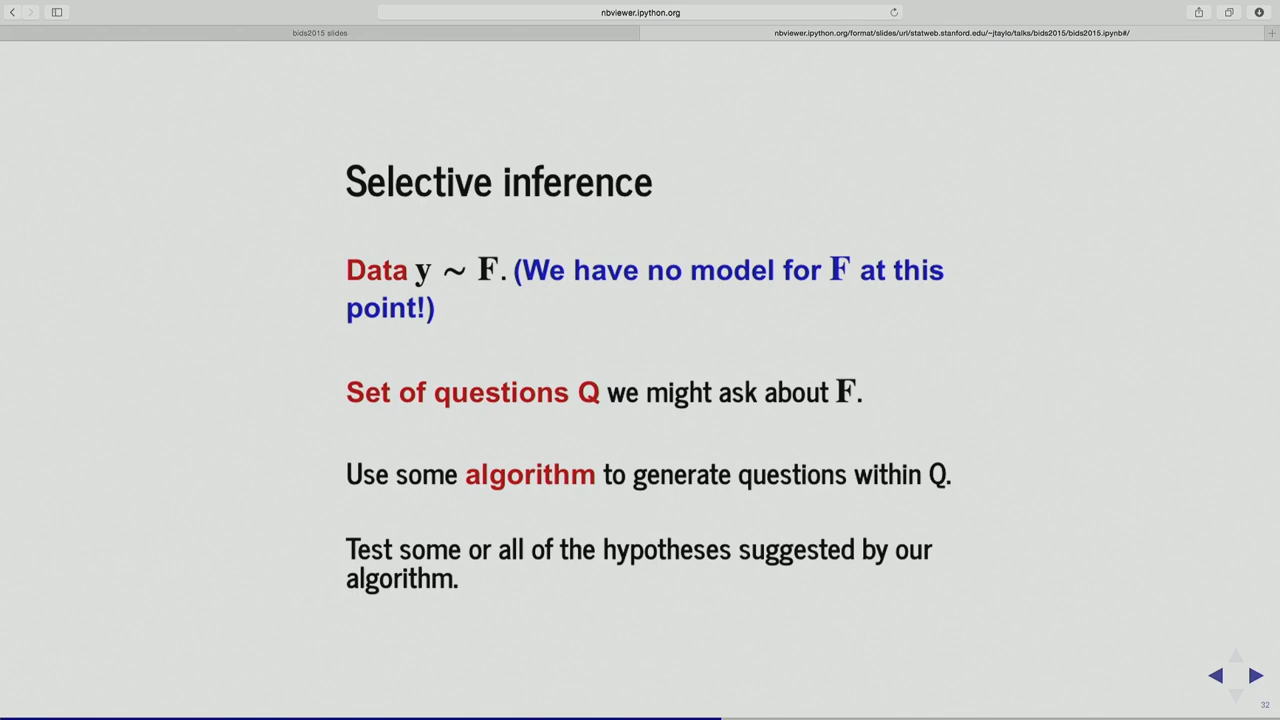 nbviewer.ipython.org
bids2015 slides
nbviewer.ipython.org/format/slides/url/statweb.stanford.edu/~jtaylo/talks/bids2015/bids2015.ipynb#/
Selective inference
Data y ~ F. (We have no model for F at this
point!)
Set of questions Q we might ask about F.
Use some algorithm to generate questions within Q.
Test some or all of the hypotheses suggested by our
algorithm.
32